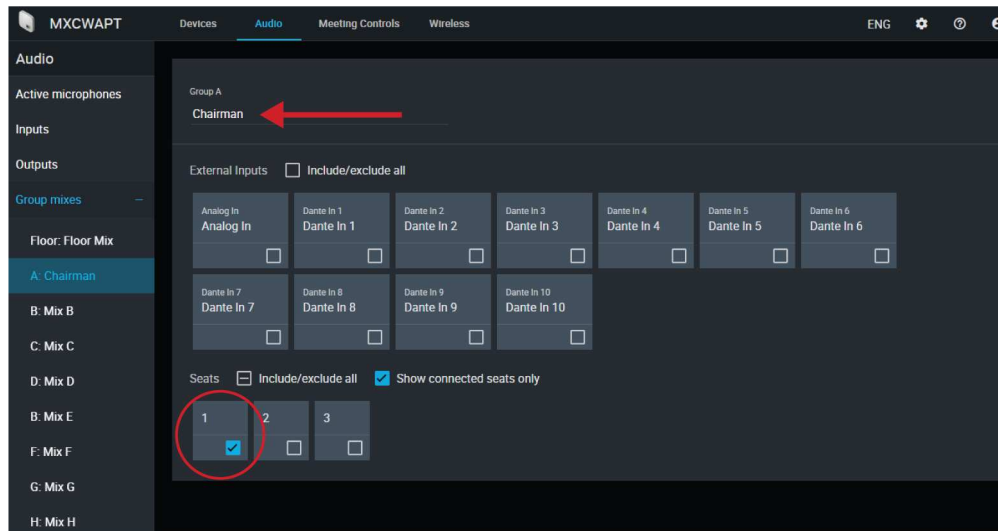 MXCWAPT
Devices Audio Meeting Controls Wireless ENG
Audio
Active microphones
Inputs
Outputs
Group mixes
Floor: Floor Mix
A: Chairman
B: Mix B
C: Mix C
D: Mix D
B: Mix E
F: Mix F
G: Mix G
H: Mix H
Group A
Chairman
External Inputs Include/exclude all
Analog In Dante In 1 Dante In 2 Dante In 3 Dante In 4 Dante In 5 Dante In 6
Analog In Dante In 1 Dante In 2 Dante In 3 Dante In 4 Dante In 5 Dante In 6
Dante In 7 Dante In 8 Dante In 9 Dante In 10
Dante In 7 Dante In 8 Dante In 9 Dante In 10
Seats Include/exclude all Show connected seats only
1 2 3